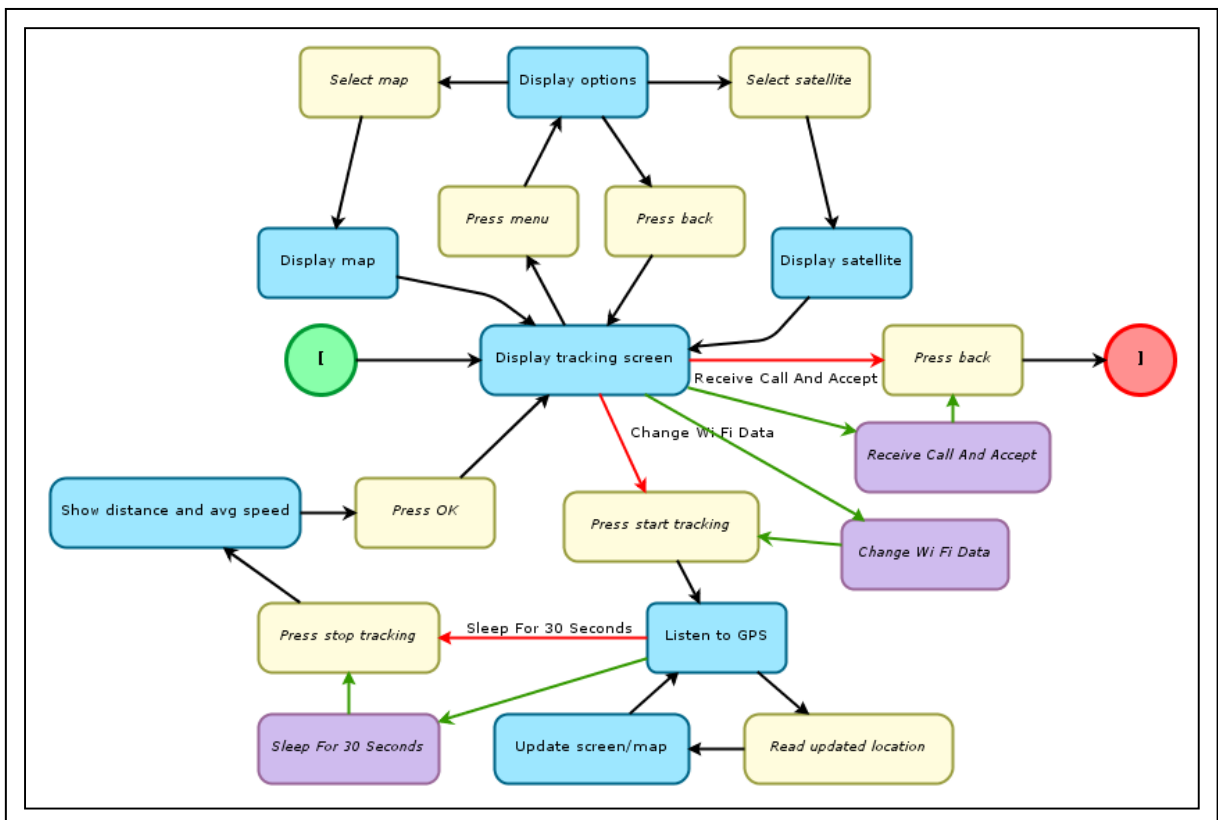 Select map
Display options
Select satellite
Press menu
Press back
Display map
Display satellite
[
Display tracking screen
Press back
]
Receive Call And Accept
Change Wi Fi Data
Receive Call And Accept
Show distance and avg speed
Press OK
Press start tracking
Change Wi Fi Data
Press stop tracking
Sleep For 30 Seconds
Listen to GPS
Sleep For 30 Seconds
Update screen/map
Read updated location